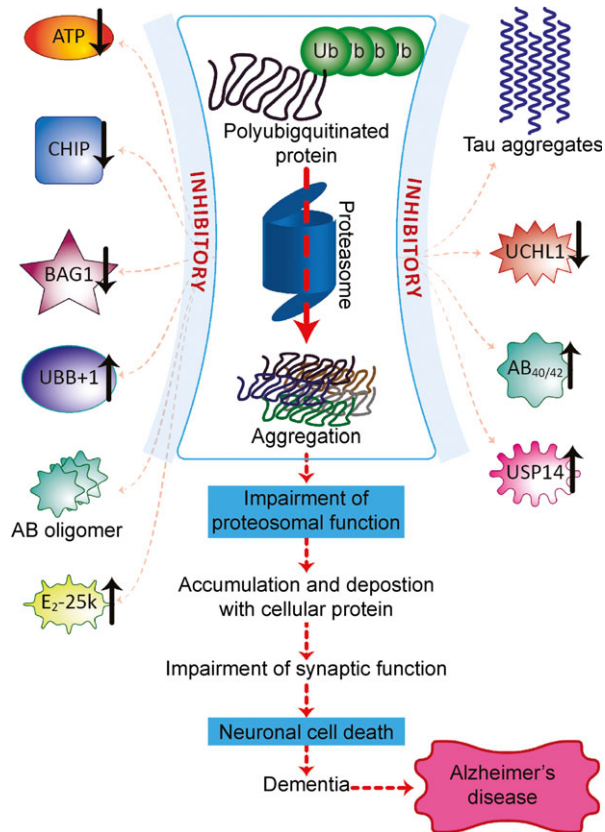 ATP
CHIP
BAG1
UBB+1
AB oligomer
E₂-25k
INHIBITORY
Ub
b
b
Ub
Polyubigquitinated
protein
Proteasome
Aggregation
INHIBITORY
Tau aggregates
UCHL1
AB₄₀/₄₂
USP14
Impairment of
proteosomal function
Accumulation and depostion
with cellular protein
Impairment of synaptic function
Neuronal cell death
Dementia
Alzheimer's
disease